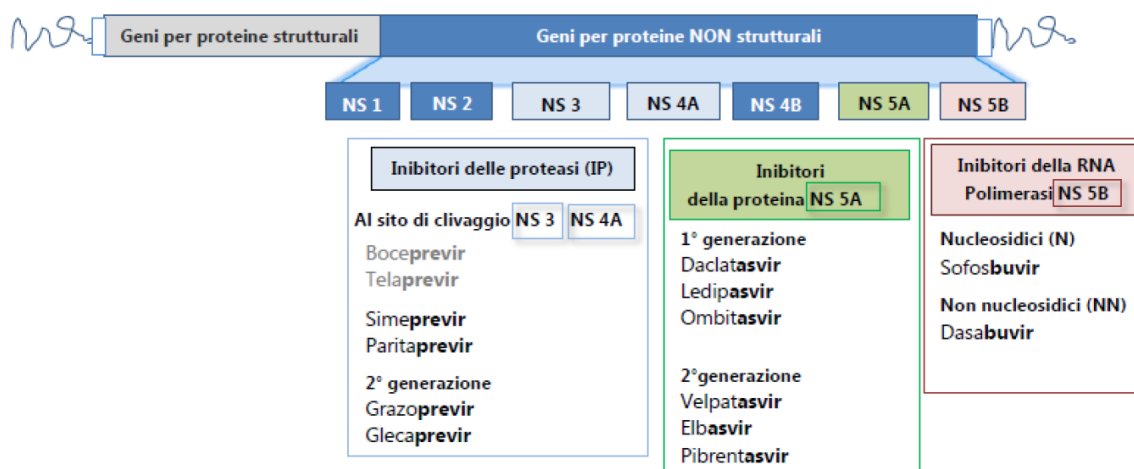 Geni per proteine strutturali
Geni per proteine NON strutturali
NS 1
NS 2
NS 3
NS 4A
NS 4B
NS 5A
NS 5B
Inibitori delle proteasi (IP)
Al sito di clivaggio NS 3 NS 4A
Boceprevir
Telaprevir
Simeprevir
Paritaprevir
2° generazione
Grazoprevir
Glecaprevir
Inibitori
della proteina NS 5A
1° generazione
Daclatasvir
Ledipasvir
Ombitasvir
2°generazione
Velpatasvir
Elbasvir
Pibrentasvir
Inibitori della RNA
Polimerasi NS 5B
Nucleosidici (N)
Sofosbuvir
Non nucleosidici (NN)
Dasabuvir